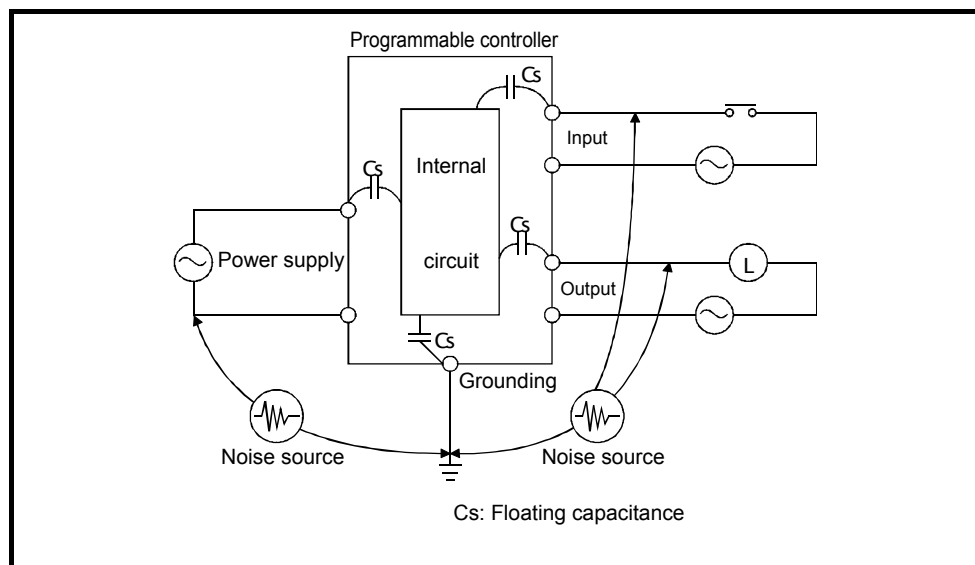 Programmable controller
Cs
Input
Cs
Internal
Cs
Power supply
circuit
L
Output
Cs
Grounding
Noise source
Noise source
Cs: Floating capacitance